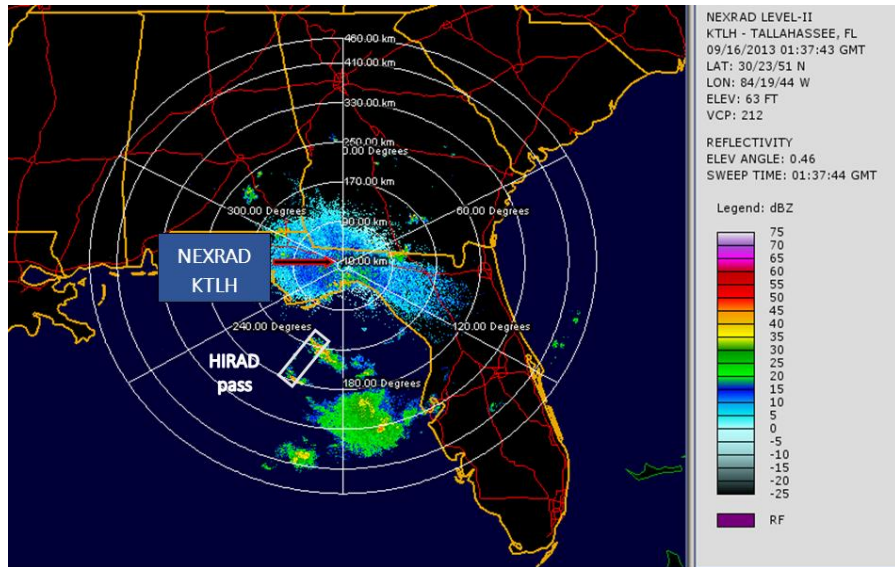 460.00 km
410.00 km
330.00 km
250.00 km
0.00 Degrees
170.00 km
300.00 Degrees
90.00 km
60.00 Degrees
NEXRAD
KTLH
10.00 km
240.00 Degrees
120.00 Degrees
HIRAD
pass
180.00 Degrees
NEXRAD LEVEL-II
KTLH - TALLAHASSEE, FL
09/16/2013 01:37:43 GMT
LAT: 30/23/51 N
LON: 84/19/44 W
ELEV: 63 FT
VCP: 212
REFLECTIVITY
ELEV ANGLE: 0.46
SWEEP TIME: 01:37:44 GMT
Legend: dBZ
75
70
65
60
55
50
45
40
35
30
25
20
15
10
5
0
-5
-10
-15
-20
-25
RF